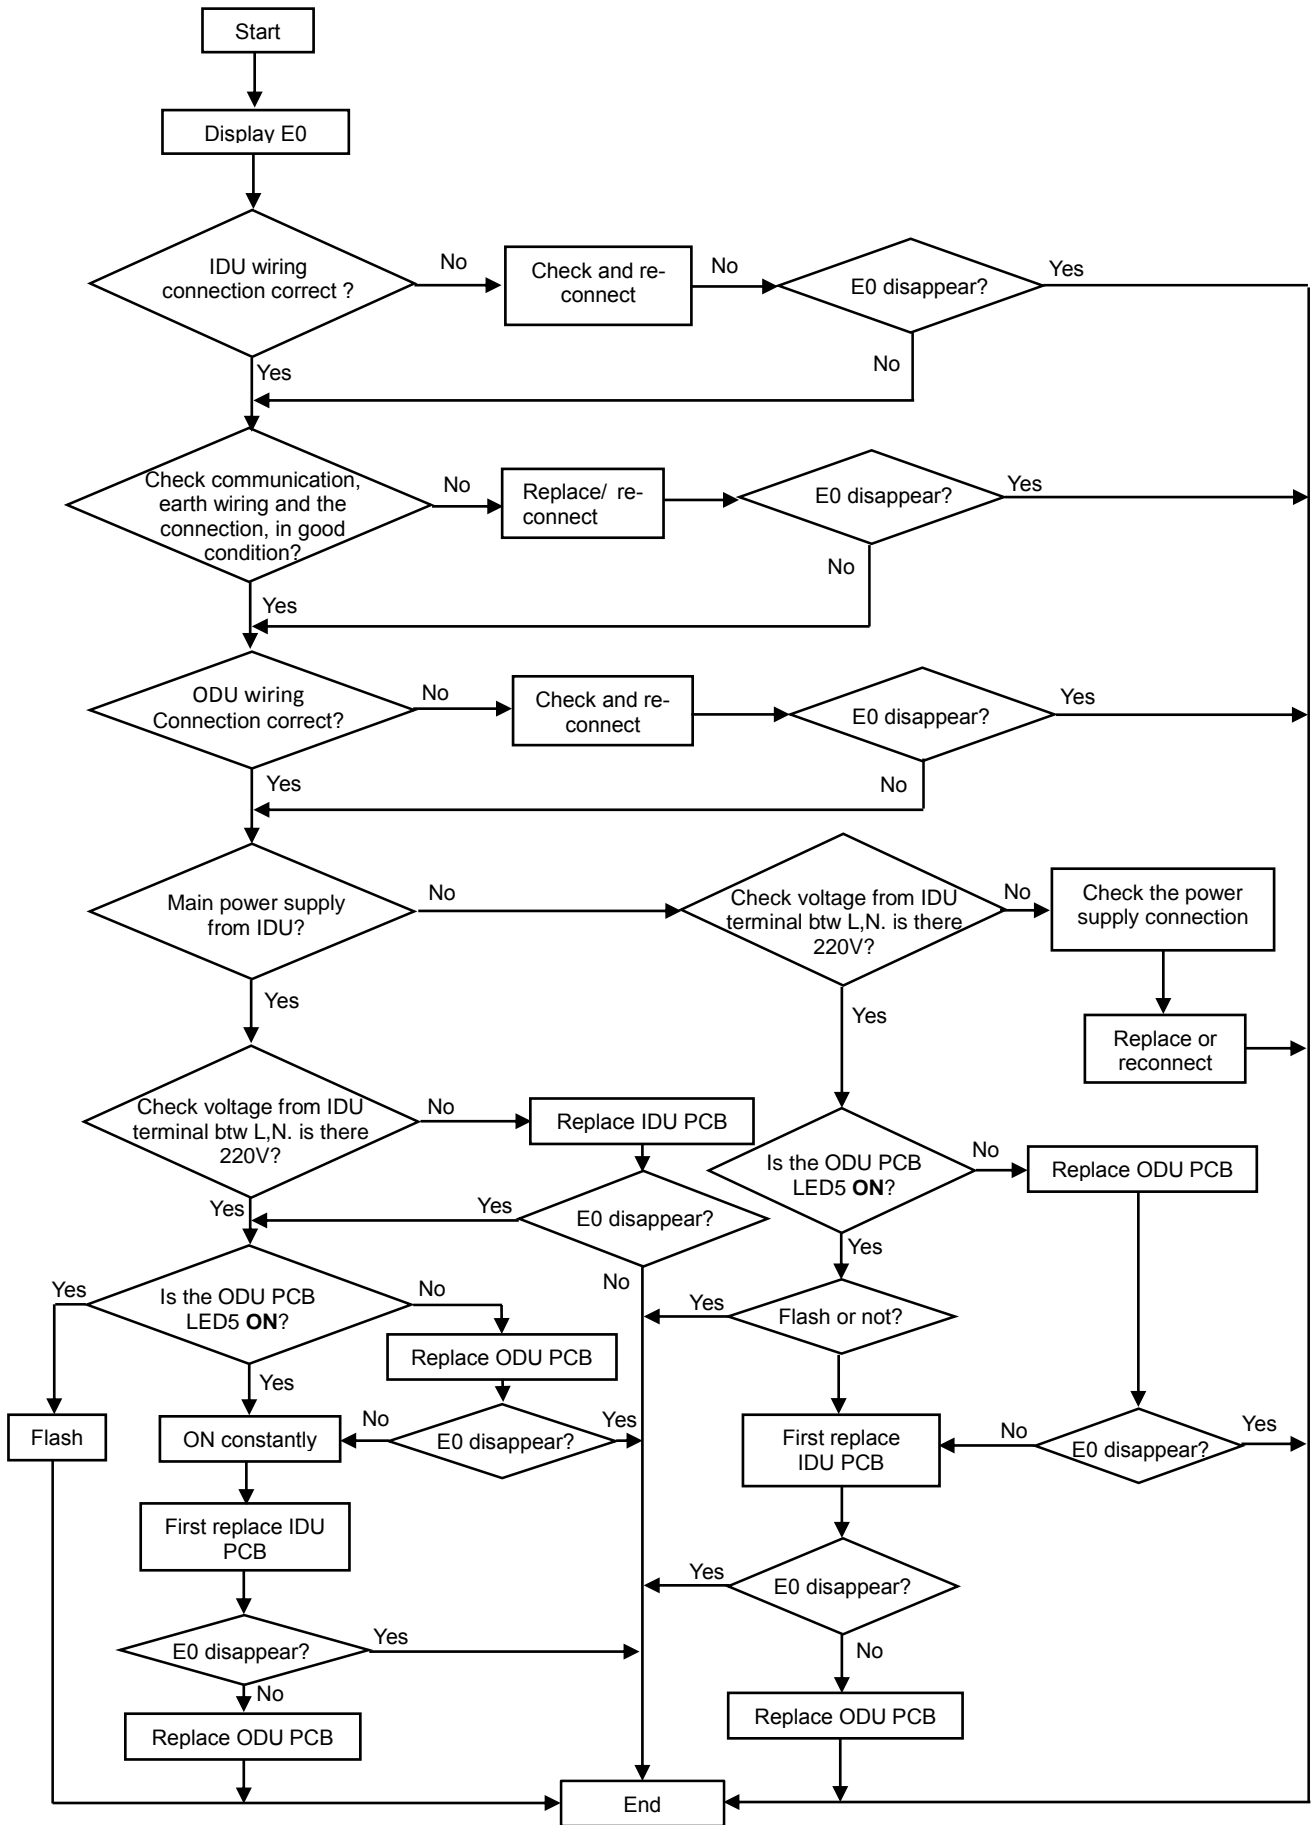 Start
Display E0
IDU wiring
connection correct ?
No
Check and re-
connect
No
E0 disappear?
Yes
No
Yes
Check communication,
earth wiring and the
connection, in good
condition?
No
Replace/ re-
connect
E0 disappear?
Yes
No
Yes
ODU wiring
Connection correct?
No
Check and re-
connect
E0 disappear?
Yes
No
Yes
Main power supply
from IDU?
No
Check voltage from IDU
terminal btw L,N. is there
220V?
No
Check the power
supply connection
Yes
Yes
Replace or
reconnect
Check voltage from IDU
terminal btw L,N. is there
220V?
No
Replace IDU PCB
Is the ODU PCB
LED5 ON?
No
Replace ODU PCB
Yes
Yes
E0 disappear?
Yes
No
Yes
Is the ODU PCB
LED5 ON?
No
Yes
Flash or not?
Replace ODU PCB
Yes
Flash
ON constantly
No
E0 disappear?
Yes
First replace
IDU PCB
No
E0 disappear?
Yes
First replace IDU
PCB
Yes
E0 disappear?
E0 disappear?
Yes
No
No
Replace ODU PCB
Replace ODU PCB
End